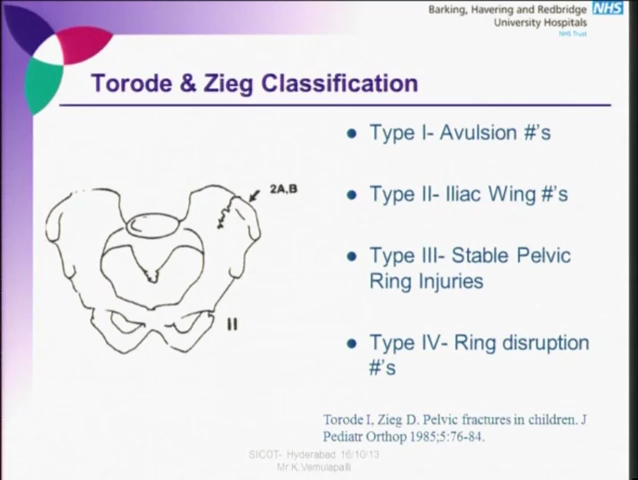 Barking, Havering and Redbridge NHS
University Hospitals
NHS Trust
Torode & Zieg Classification
2A,B
II
• Type I- Avulsion #'s
• Type II- Iliac Wing #'s
• Type III- Stable Pelvic
Ring Injuries
• Type IV- Ring disruption
#'s
Torode I, Zieg D. Pelvic fractures in children. J
Pediatr Orthop 1985;5:76-84.
SICOT- Hyderabad 16/10/13
Mr.K.Vemulapalli